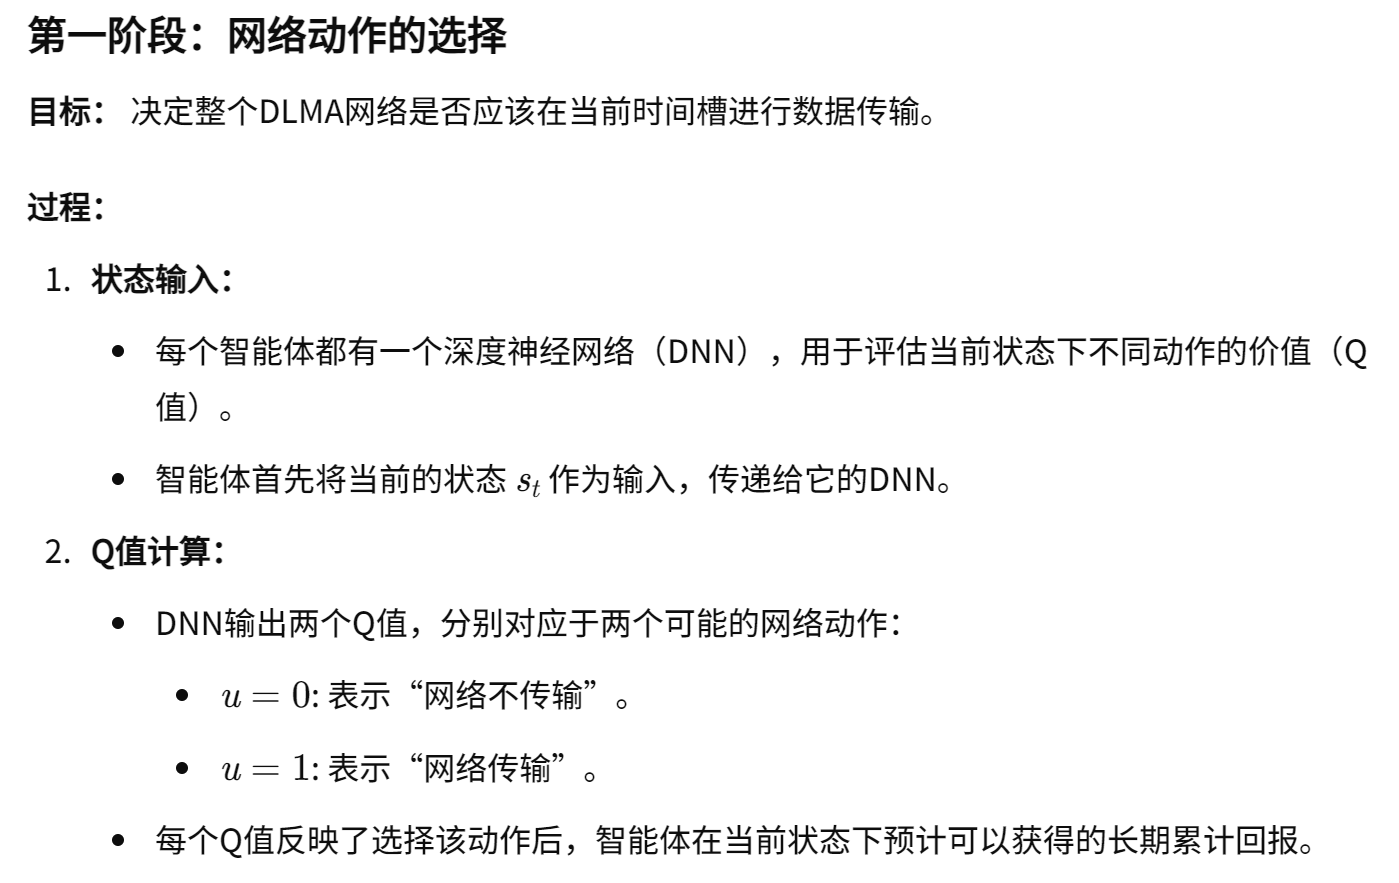 第一阶段：网络动作的选择
目标： 决定整个DLMA网络是否应该在当前时间槽进行数据传输。
过程：
1. 状态输入：
• 每个智能体都有一个深度神经网络（DNN），用于评估当前状态下不同动作的价值（Q
值）。
• 智能体首先将当前的状态 s_t 作为输入，传递给它的DNN。
2. Q值计算：
• DNN输出两个Q值，分别对应于两个可能的网络动作：
• u = 0: 表示“网络不传输”。
• u = 1: 表示“网络传输”。
• 每个Q值反映了选择该动作后，智能体在当前状态下预计可以获得的长期累计回报。